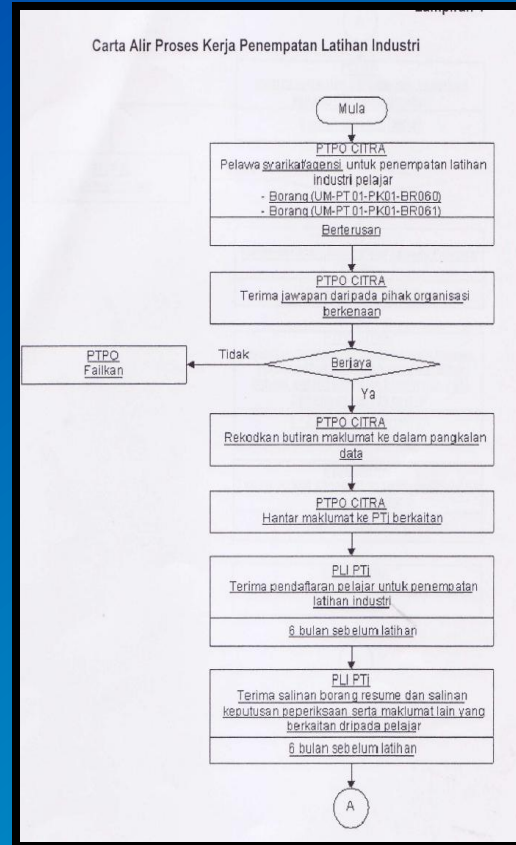 Carta Alir Proses Kerja Penempatan Latihan Industri
Mula
PTPO CITRA
Pelawa syarikat/agensi untuk penempatan latihan
industri pelajar
- Borang (UM-PT01-PK01-BR060)
- Borang (UM-PT01-PK01-BR061)
Berterusan
PTPO CITRA
Terima jawapan daripada pihak organisasi
berkenaan
Berjaya
Tidak
PTPO
Failkan
Ya
PTPO CITRA
Rekodkan butiran maklumat ke dalam pangkalan
data
PTPO CITRA
Hantar maklumat ke PTj berkaitan
PLI PTj
Terima pendaftaran pelajar untuk penempatan
latihan industri
6 bulan sebelum latihan
PLI PTj
Terima salinan borang resume dan salinan
keputusan peperiksaan serta maklumat lain yang
berkaitan dripada pelajar
6 bulan sebelum latihan
A